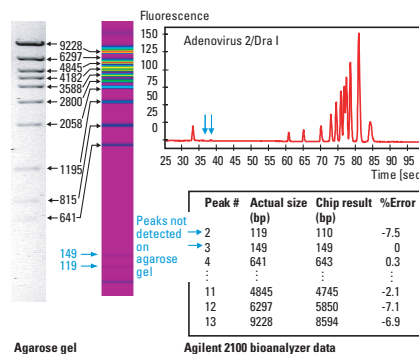 Fluorescence
Adenovirus 2/Dra I
150
125
100
75
50
25
0
25 30 35 40 45 50 55 60 65 70 75 80 85 90 95
Time [sec
9228
6297
4845
4182
3588
2800
2058
1195
815
641
Peaks not
detected
on
agarose
gel
149
119
Peak # Actual size Chip result %Error
(bp) (bp)
2 119 110 -7.5
3 149 149 0
4 641 643 0.3
⋮ ⋮ ⋮ ⋮
11 4845 4745 -2.1
12 6297 5850 -7.1
13 9228 8594 -6.9
Agarose gel
Agilent 2100 bioanalyzer data